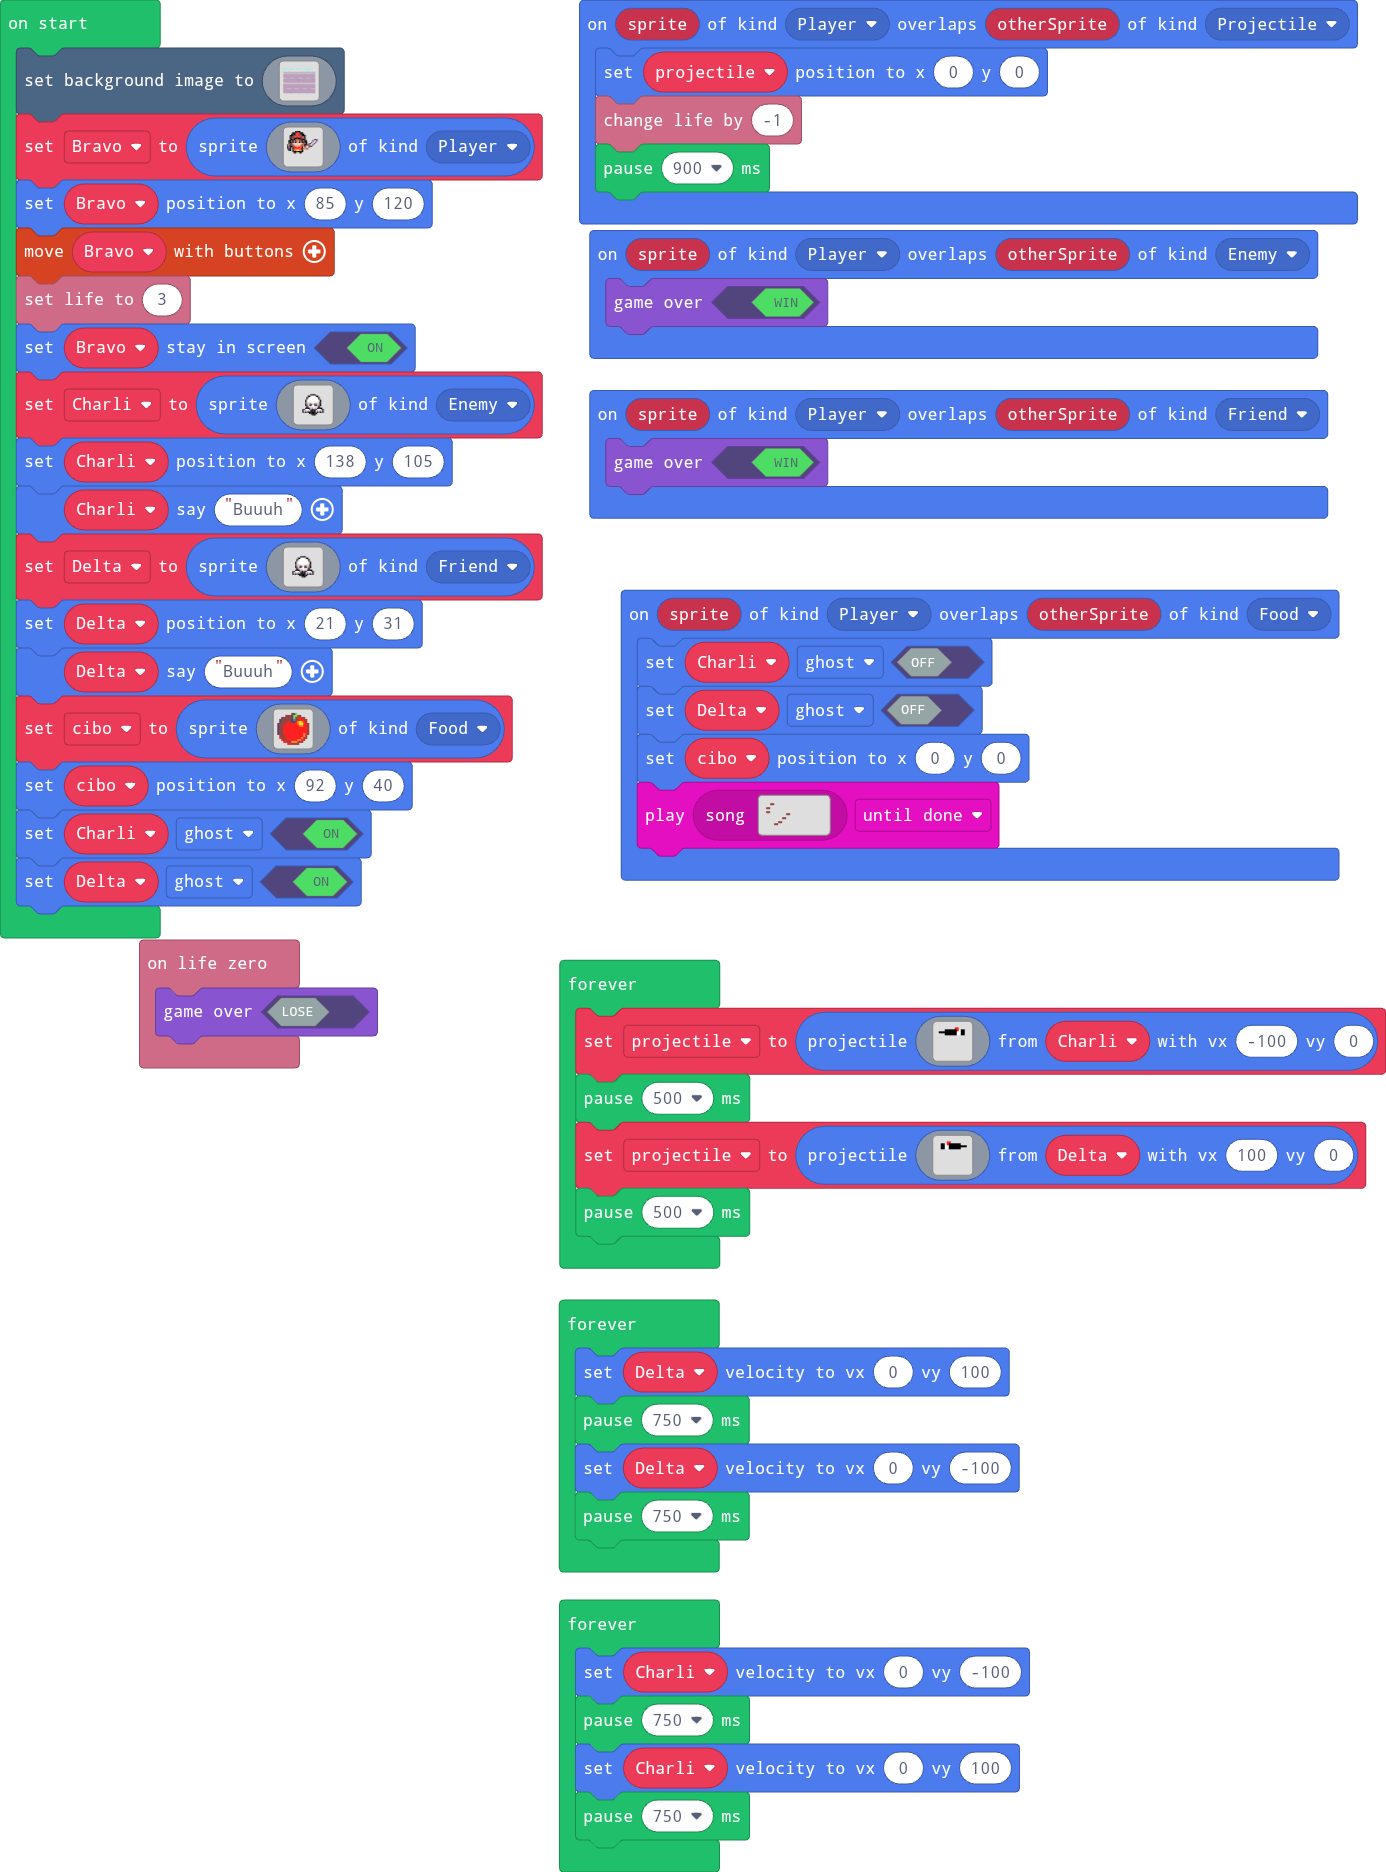 on start
set background image to
set Bravo to sprite of kind Player
set Bravo position to x 85 y 120
move Bravo with buttons
set life to 3
set Bravo stay in screen ON
set Charli to sprite of kind Enemy
set Charli position to x 138 y 105
Charli say "Buuuh"
set Delta to sprite of kind Friend
set Delta position to x 21 y 31
Delta say "Buuuh"
set cibo to sprite of kind Food
set cibo position to x 92 y 40
set Charli ghost ON
set Delta ghost ON
on life zero
game over LOSE
on sprite of kind Player overlaps otherSprite of kind Projectile
set projectile position to x 0 y 0
change life by -1
pause 900 ms
on sprite of kind Player overlaps otherSprite of kind Enemy
game over WIN
on sprite of kind Player overlaps otherSprite of kind Friend
game over WIN
on sprite of kind Player overlaps otherSprite of kind Food
set Charli ghost OFF
set Delta ghost OFF
set cibo position to x 0 y 0
play song until done
forever
set projectile to projectile from Charli with vx -100 vy 0
pause 500 ms
set projectile to projectile from Delta with vx 100 vy 0
pause 500 ms
forever
set Delta velocity to vx 0 vy 100
pause 750 ms
set Delta velocity to vx 0 vy -100
pause 750 ms
forever
set Charli velocity to vx 0 vy -100
pause 750 ms
set Charli velocity to vx 0 vy 100
pause 750 ms